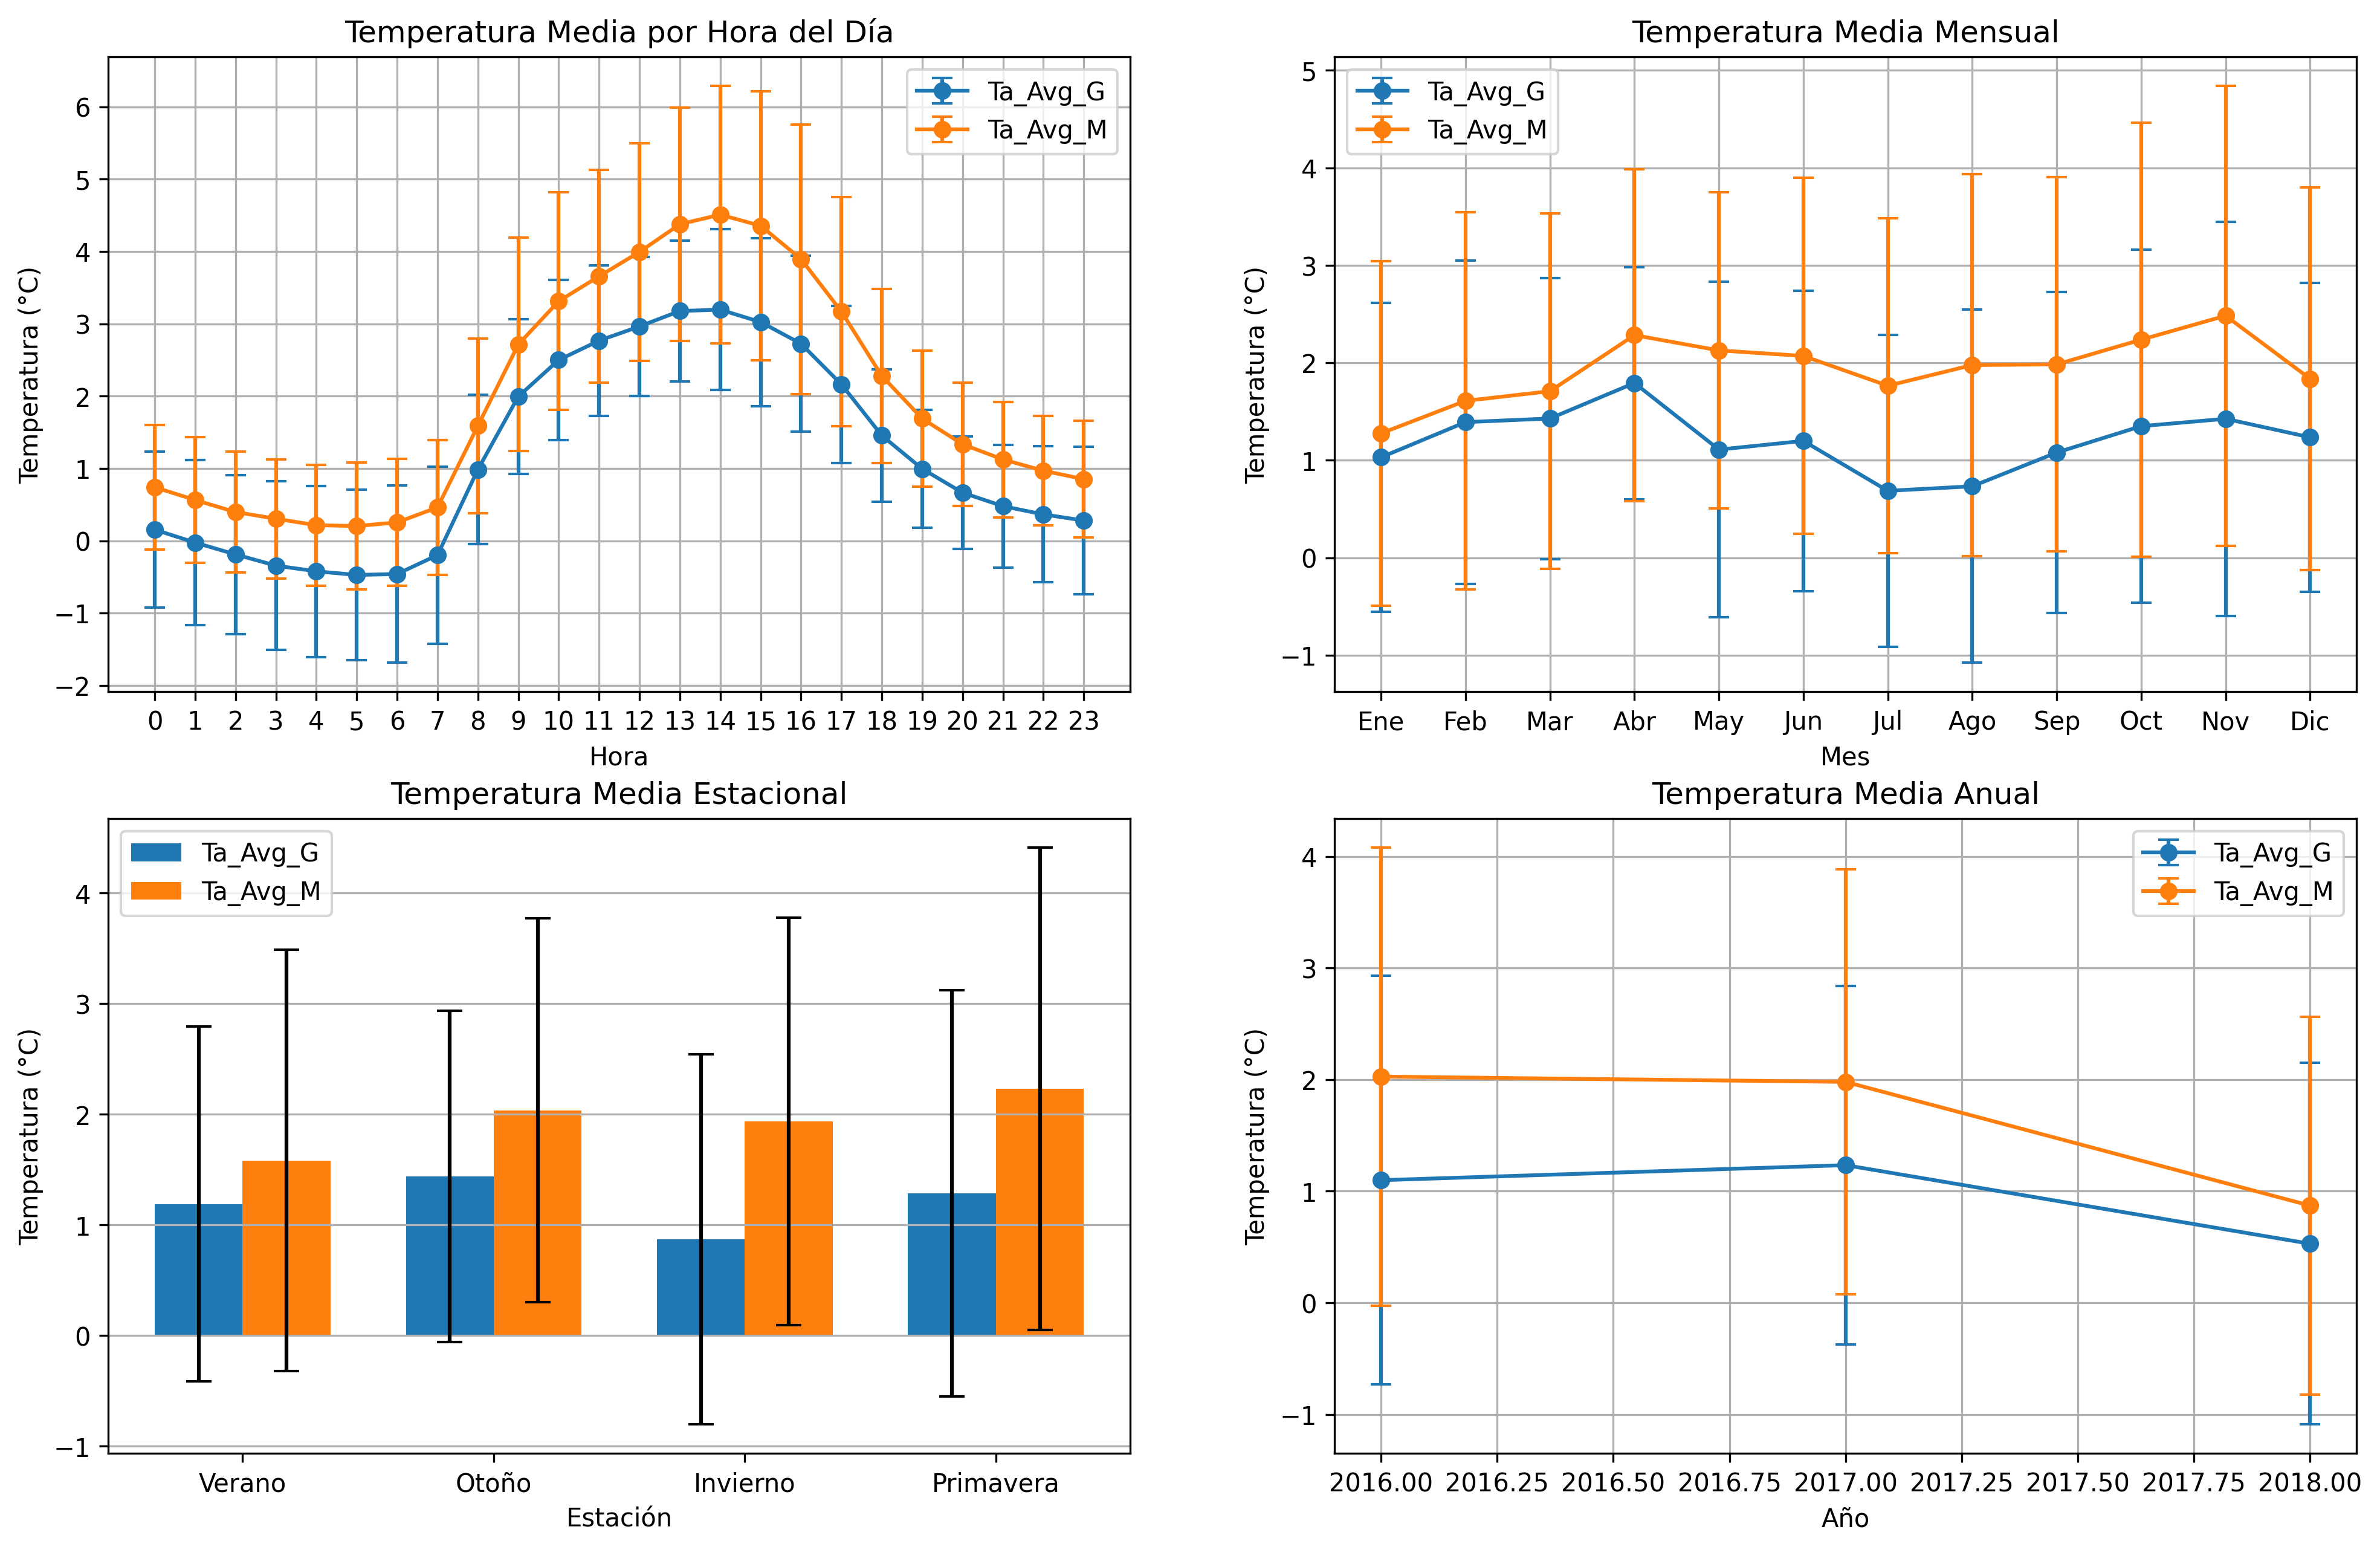 Temperatura Media por Hora del Día
Temperatura (°C)
6
5
4
3
2
1
0
−1
−2
Ta_Avg_G
Ta_Avg_M
0 1 2 3 4 5 6 7 8 9 10 11 12 13 14 15 16 17 18 19 20 21 22 23
Hora
Temperatura Media Mensual
Temperatura (°C)
5
4
3
2
1
0
−1
Ta_Avg_G
Ta_Avg_M
Ene Feb Mar Abr May Jun Jul Ago Sep Oct Nov Dic
Mes
Temperatura Media Estacional
Temperatura (°C)
4
3
2
1
0
−1
Ta_Avg_G
Ta_Avg_M
Verano Otoño Invierno Primavera
Estación
Temperatura Media Anual
Temperatura (°C)
4
3
2
1
0
−1
Ta_Avg_G
Ta_Avg_M
2016.00 2016.25 2016.50 2016.75 2017.00 2017.25 2017.50 2017.75 2018.00
Año